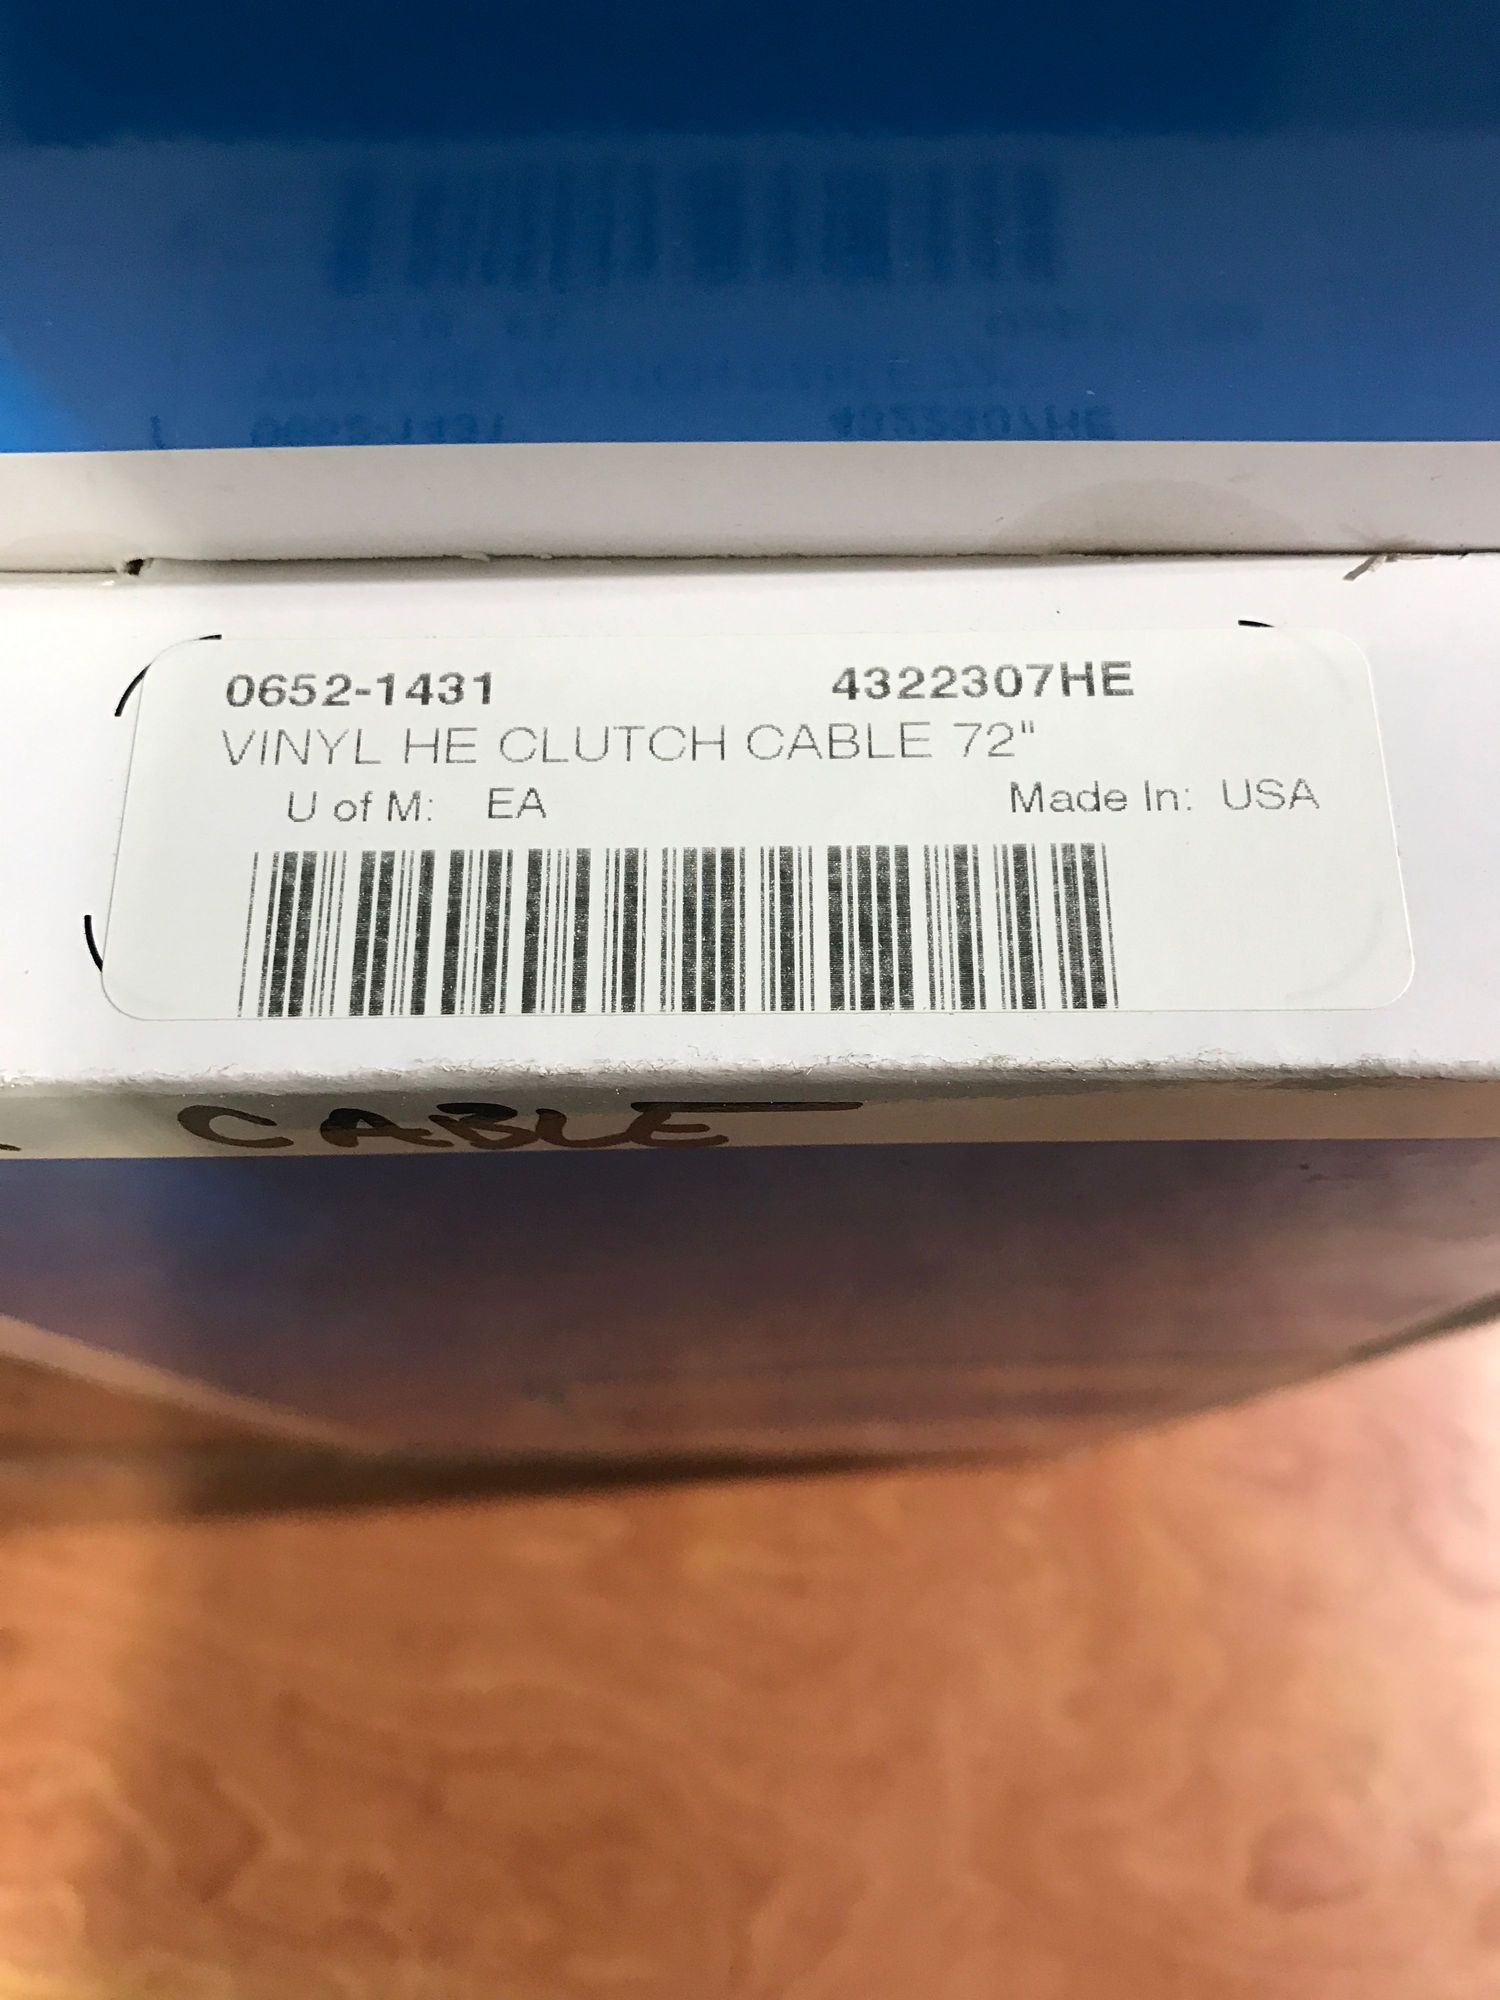 0652-1431 4322307HE
VINYL HE CLUTCH CABLE 72"
U of M: EA Made In: USA
CABLE